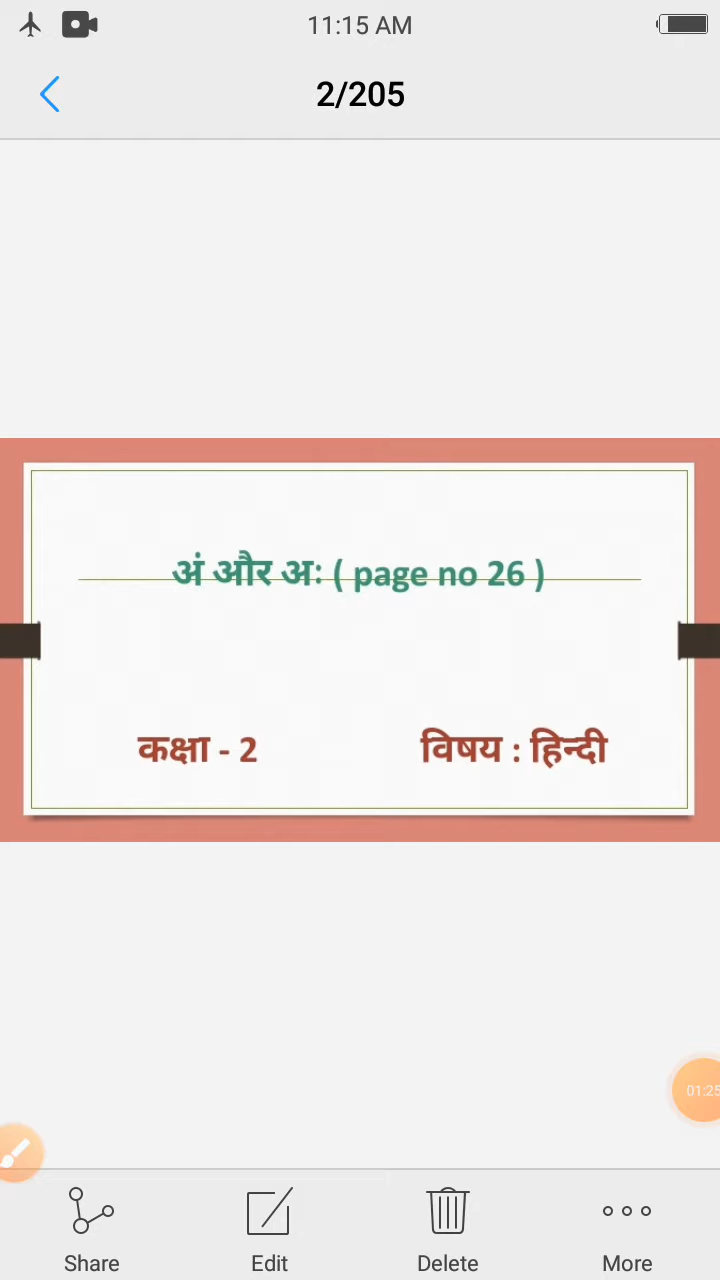 11:15 AM
2/205
अं और अः ( page no 26 )
कक्षा - 2 विषय : हिन्दी
01:25
Share Edit Delete More